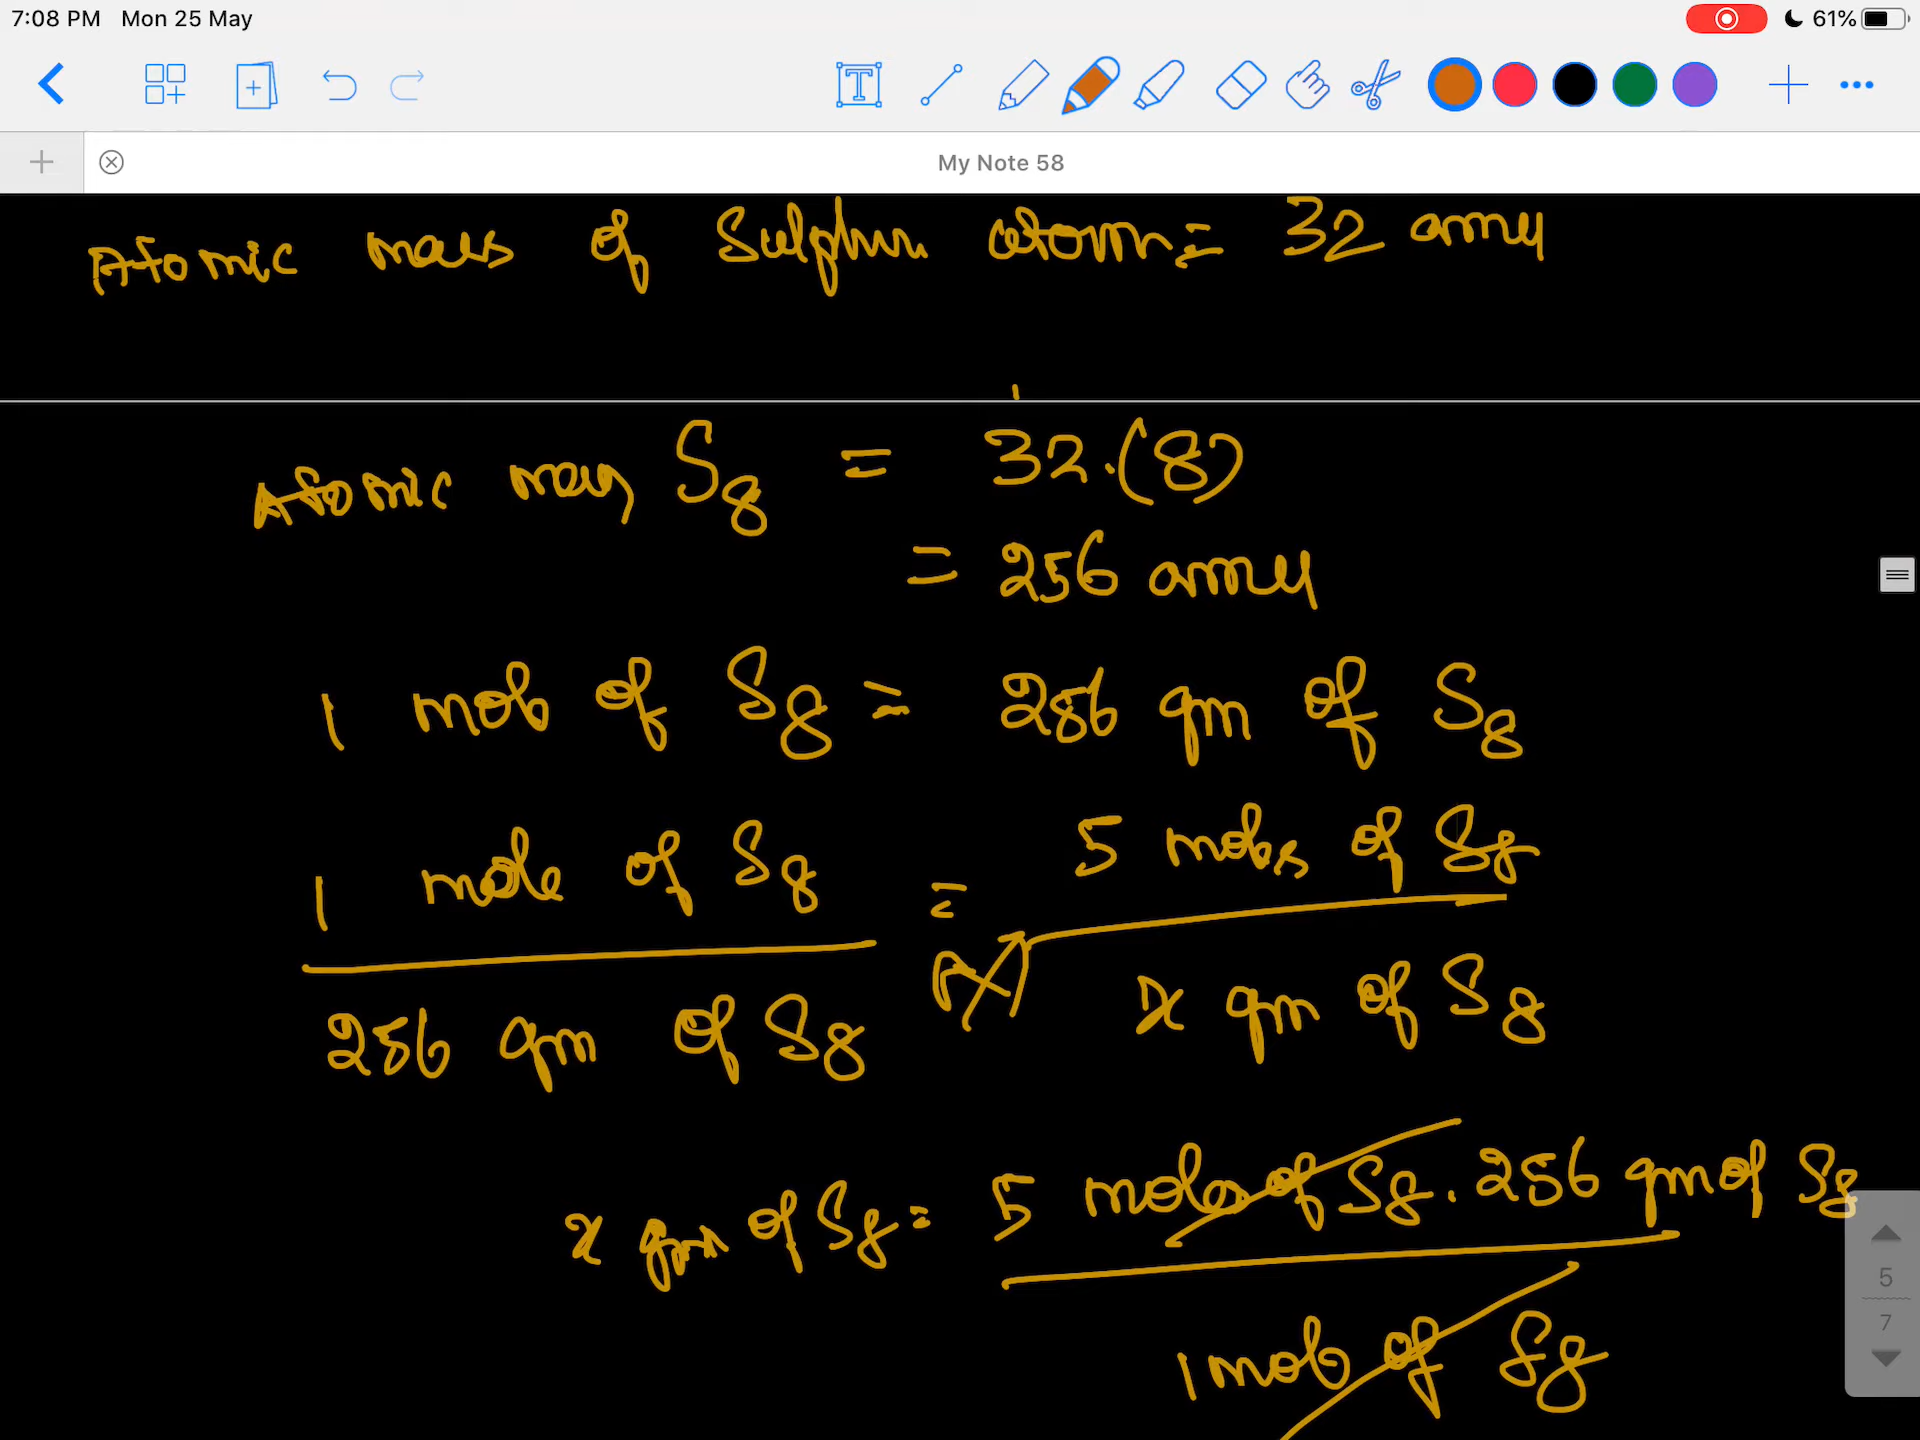 7:08 PM Mon 25 May 61%
T
My Note 58
Atomic mass of Sulphur atom = 32 amu
Atomic mass S8 = 32.(8)
= 256 amu
1 mole of S8 = 256 gm of S8
1 mole of S8 = 5 moles of S8
256 gm of S8 (X) x gm of S8
x gm of S8 = 5 moles of S8 . 256 gm of S8
1 mole of S8
5
7